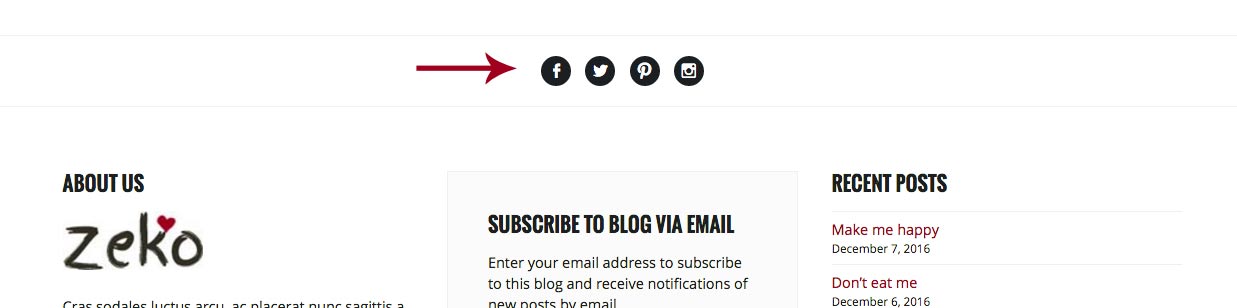 ABOUT US
zeko
Cras sodales luctus arcu, ac placerat nunc sagittis a
SUBSCRIBE TO BLOG VIA EMAIL
Enter your email address to subscribe
to this blog and receive notifications of
new posts by email
RECENT POSTS
Make me happy
December 7, 2016
Don't eat me
December 6, 2016